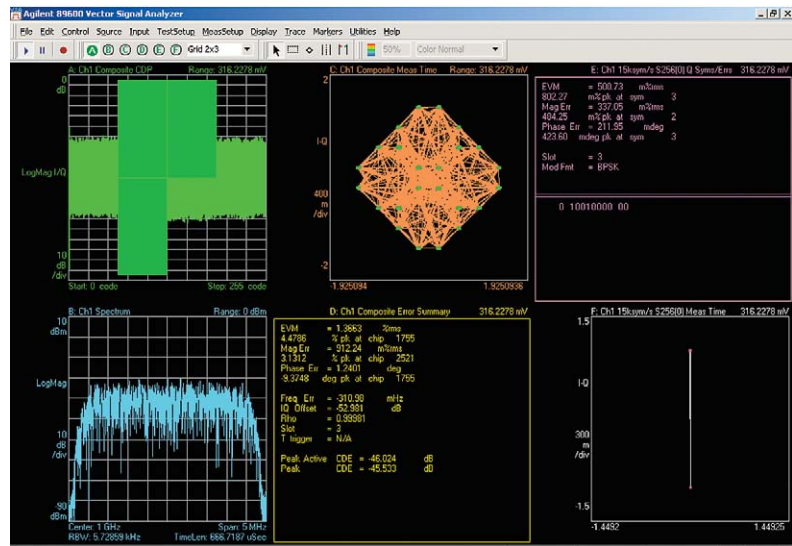 Agilent 89600 Vector Signal Analyzer
File Edit Control Source Input TestSetup MeasSetup Display Trace Markers Utilities Help
A B C D E F Grid 2x3 50% Color Normal
A: Ch1 Composite CDP Range: 316.2278 mV
0
dB
LogMag I/Q
10
dB
/div
Start: 0 code Stop: 255 code
C: Ch1 Composite Meas Time Range: 316.2278 mV
2
I-Q
400
m
/div
-2
-1.925094 1.9250936
E: Ch1 15ksym/s S256[0] Q Syms/Errs 316.2278 mV
EVM = 500.73 m%rms
802.27 m% pk at sym 3
Mag Err = 337.05 m%rms
484.25 m% pk at sym 2
Phase Err = 211.95 mdeg
423.60 mdeg pk at sym 3
Slot = 3
Mod Fmt = BPSK
0 10010000 00
B: Ch1 Spectrum Range: 0 dBm
10
dBm
LogMag
10
dB
/div
-90
dBm
Center: 1 GHz Span: 5 MHz
RBW: 5.72859 kHz TimeLen: 666.7187 uSec
D: Ch1 Composite Error Summary 316.2278 mV
EVM = 1.3663 %rms
4.4786 % pk at chip 1755
Mag Err = 912.24 m%rms
3.1312 % pk at chip 2521
Phase Err = 1.2401 deg
-9.3748 deg pk at chip 1755
Freq Err = -310.98 mHz
IQ Offset = -52.981 dB
Rho = 0.99981
Slot = 3
T trigger = N/A
Peak Active CDE = -46.024 dB
Peak CDE = -45.533 dB
F: Ch1 15ksym/s S256[0] Meas Time 316.2278 mV
1.5
I-Q
300
m
/div
-1.5
-1.4492 1.44925